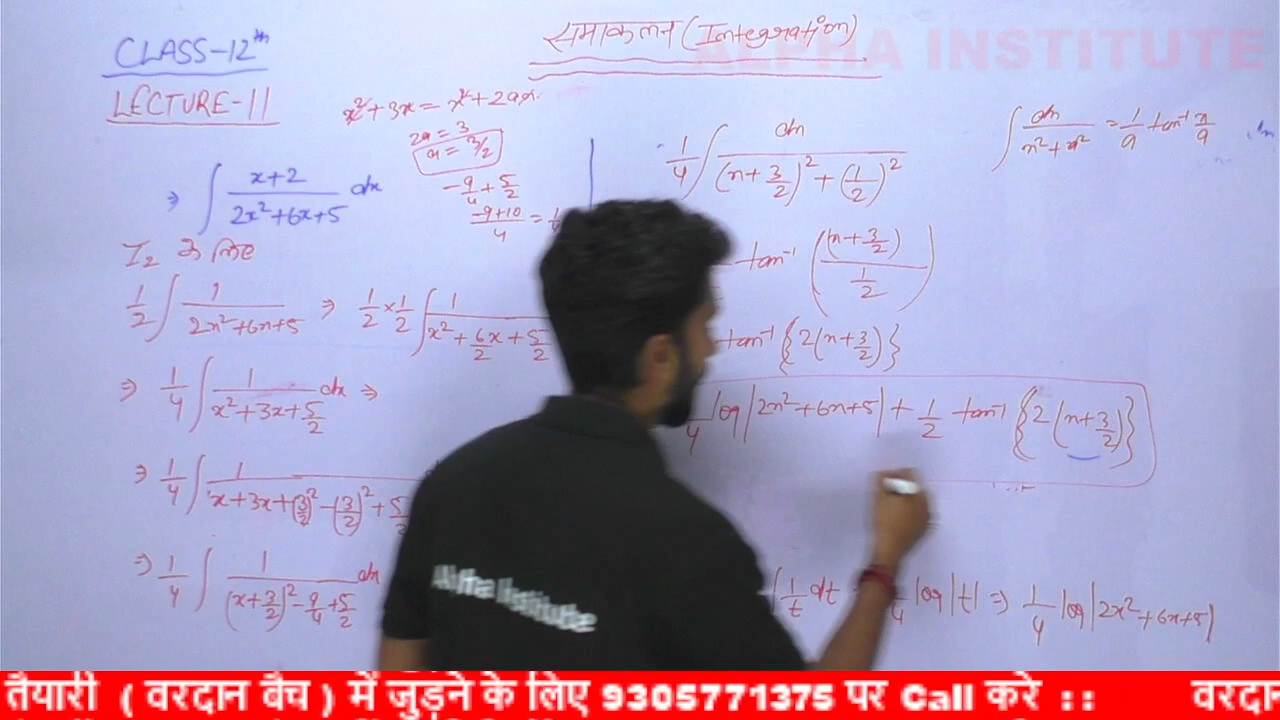 समाकलन (Integration)
ALPHA INSTITUTE
CLASS-12th
LECTURE-11
x²+3x = x²+2ax
2a = 3
a = 3/2
-9/4 + 5/2
-9+10/4 =
⇒ ∫ x+2/2x²+6x+5 dx
I₂ के लिए
1/2 ∫ 1/2x²+6x+5 ⇒ 1/2 × 1/2 ∫ 1/x²+6x/2+5/2
⇒ 1/4 ∫ 1/x²+3x+5/2 dx ⇒
⇒ 1/4 ∫ 1/x+3x+(3/2)²-(3/2)²+5/2
⇒ 1/4 ∫ 1/(x+3/2)²-9/4+5/2 dx
1/4 ∫ dx/(x+3/2)²+(1/2)²
∫ dx/x²+a² = 1/a tan⁻¹ x/a
tan⁻¹ ((x+3/2)/1/2)
tan⁻¹ {2(x+3/2)}
1/4 log|2x²+6x+5| + 1/2 tan⁻¹ {2(x+3/2)}
∫ 1/t dt
1/4 log|t| ⇒ 1/4 log|2x²+6x+5|
Alpha Institute
तैयारी ( वरदान बैच ) में जुड़ने के लिए 9305771375 पर Call करे : : वरदान